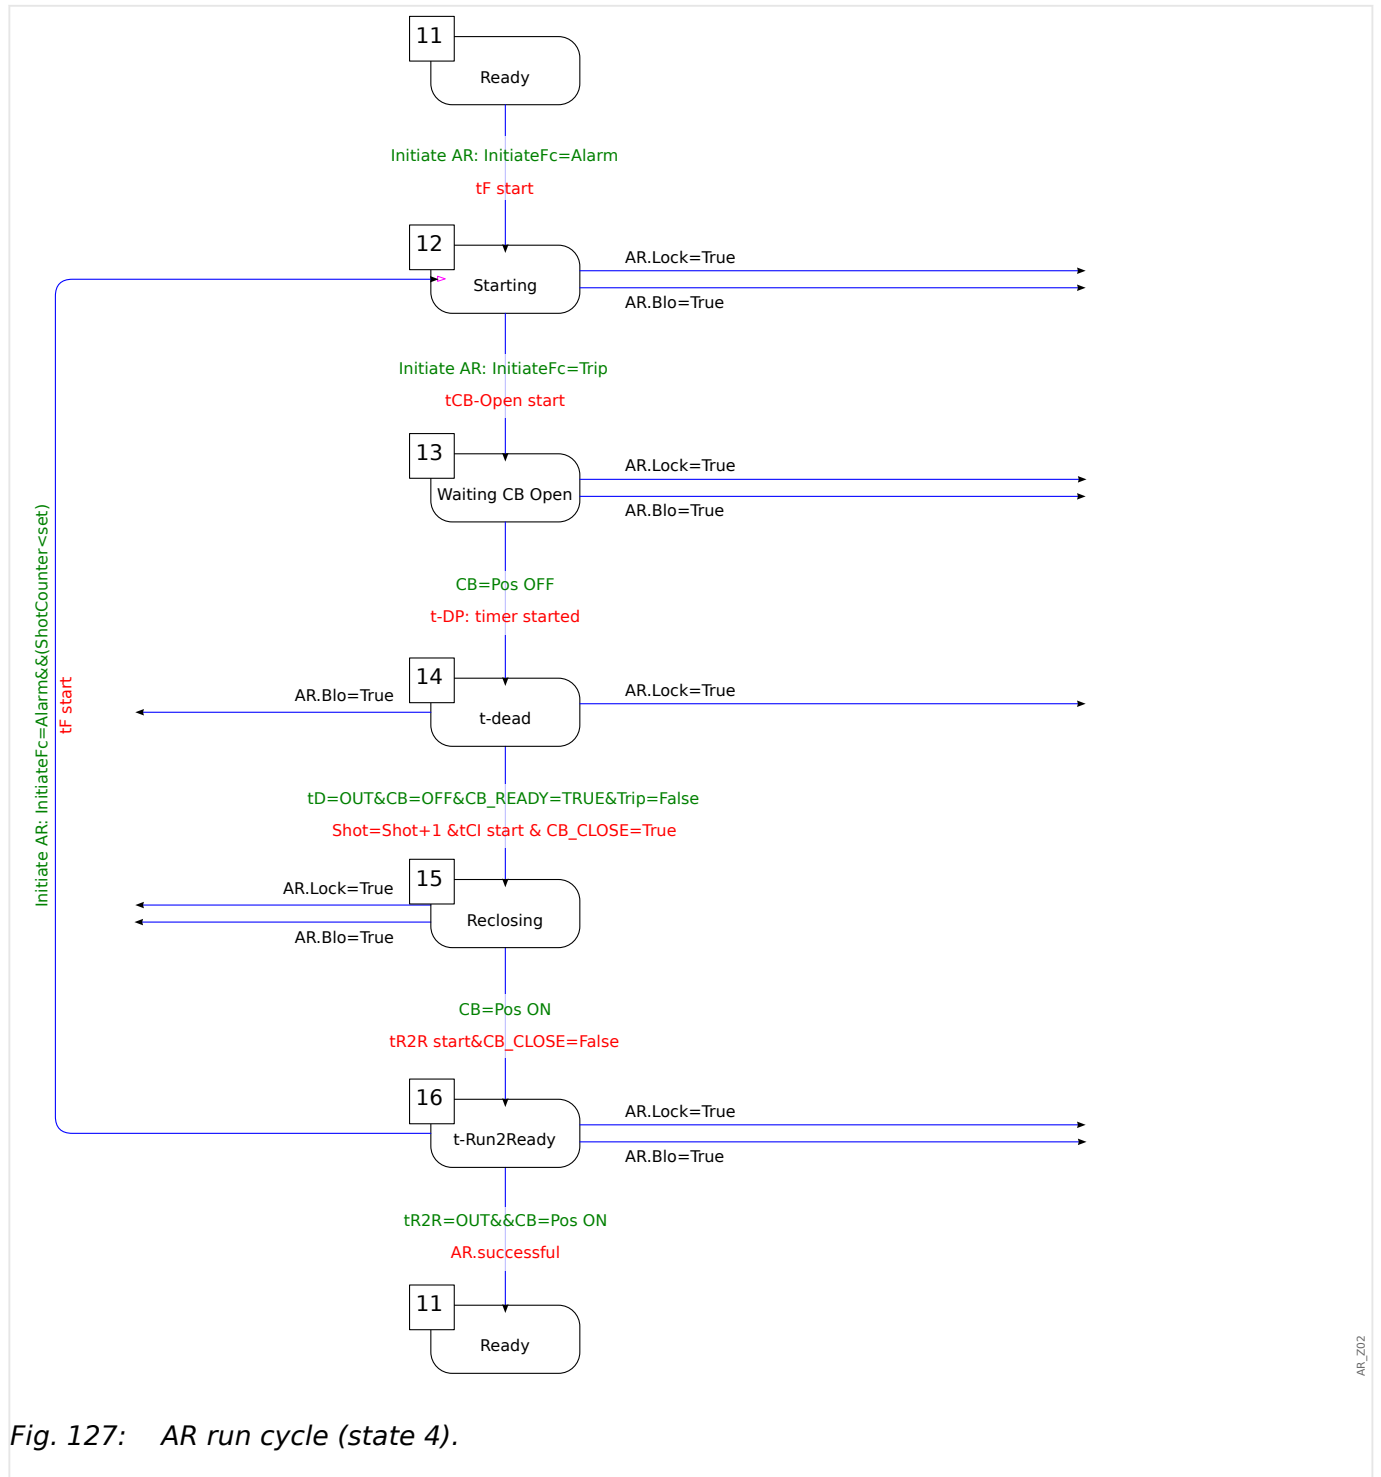 11
Ready
Initiate AR: InitiateFc=Alarm
tF start
12
Starting
AR.Lock=True
AR.Blo=True
Initiate AR: InitiateFc=Trip
tCB-Open start
13
Waiting CB Open
AR.Lock=True
AR.Blo=True
Initiate AR: InitiateFc=Alarm&&(ShotCounter<set)
tF start
CB=Pos OFF
t-DP: timer started
14
t-dead
AR.Blo=True
AR.Lock=True
tD=OUT&CB=OFF&CB_READY=TRUE&Trip=False
Shot=Shot+1 &tCI start & CB_CLOSE=True
15
Reclosing
AR.Lock=True
AR.Blo=True
CB=Pos ON
tR2R start&CB_CLOSE=False
16
t-Run2Ready
AR.Lock=True
AR.Blo=True
tR2R=OUT&&CB=Pos ON
AR.successful
11
Ready
AR_Z02
Fig. 127: AR run cycle (state 4).